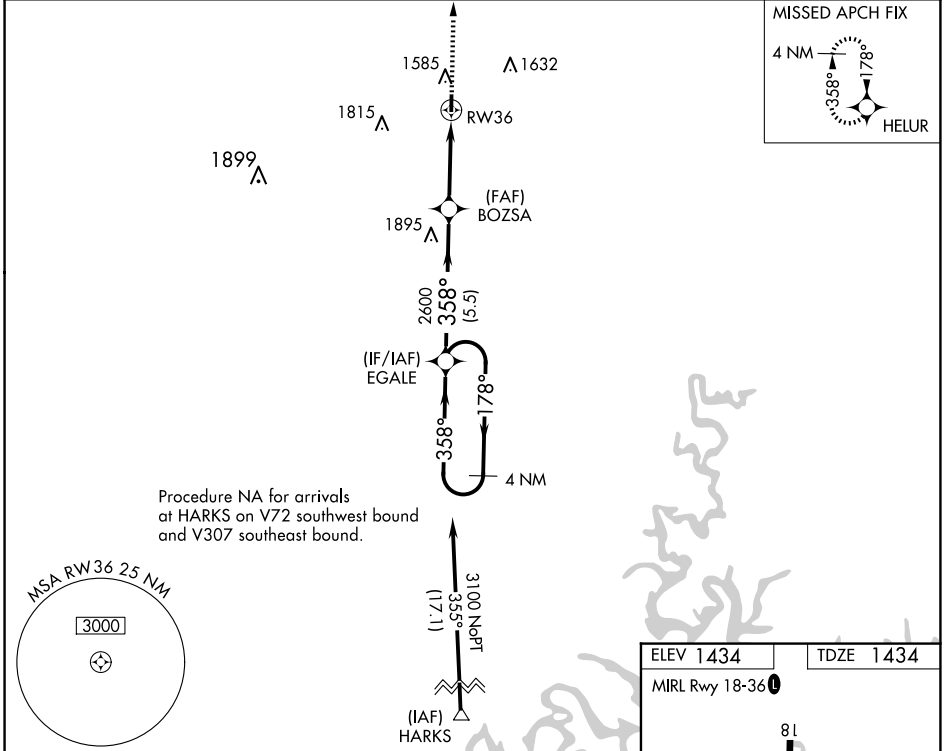 MISSED APCH FIX
4 NM
358°
178°
HELUR
1585
1632
1815
RW36
1899
(FAF)
BOZSA
1895
2600
358°
(5.5)
(IF/IAF)
EGALE
178°
358°
4 NM
Procedure NA for arrivals
at HARKS on V72 southwest bound
and V307 southeast bound.
MSA RW36 25 NM
3000
3100 NoPT
355°
(17.1)
(IAF)
HARKS
ELEV 1434
TDZE 1434
MIRL Rwy 18-36 L
18